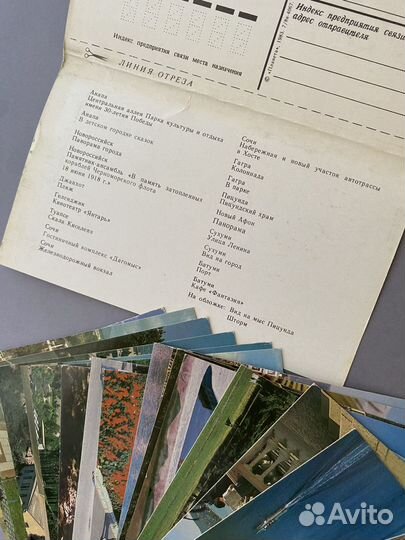 Индекс предприятия связи
адрес отправителя
Индекс предприятия связи места назначения
ЛИНИЯ ОТРЕЗА
Анапа
Центральная аллея Парка культуры и отдыха
имени 30-летия Победы
Анапа
В детском городке сказок
Новороссийск
Панорама города
Новороссийск
Памятник-ансамбль «В память затопленных
кораблей Черноморского флота
18 июня 1918 г.»
Джанхот
Пляж
Геленджик
Кинотеатр «Янтарь»
Туапсе
Скала Киселева
Сочи
Гостиничный комплекс «Дагомыс»
Сочи
Железнодорожный вокзал
Сочи
Набережная и новый участок автотрассы
в Хосте
Гагра
Колоннада
Гагра
В парке
Пицунда
Пицундский храм
Новый Афон
Панорама
Сухуми
Улица Ленина
Сухуми
Вид на город
Батуми
Порт
Батуми
Кафе «Фантазия»
На обложке: Вид на мыс Пицунда
Шторм
Avito